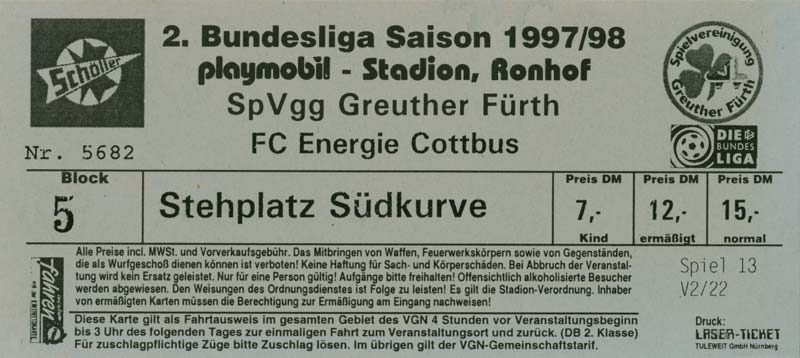 Schöller
2. Bundesliga Saison 1997/98
playmobil - Stadion, Ronhof
SpVgg Greuther Fürth
FC Energie Cottbus
Spielvereinigung
Greuther Fürth
DIE
BUNDES
LIGA
Nr. 5682
Block
5
Stehplatz Südkurve
Preis DM
7,-
Kind
Preis DM
12,-
ermäßigt
Preis DM
15,-
normal
Fahren
mit der EINTRITTSKARTE
Alle Preise incl. MWSt. und Vorverkaufsgebühr. Das Mitbringen von Waffen, Feuerwerkskörpern sowie von Gegenständen,
die als Wurfgeschoß dienen können ist verboten! Keine Haftung für Sach- und Körperschäden. Bei Abbruch der Veranstal-
tung wird kein Ersatz geleistet. Nur für eine Person gültig! Aufgänge bitte freihalten! Offensichtlich alkoholisierte Besucher
werden abgewiesen. Den Weisungen des Ordnungsdienstes ist Folge zu leisten! Es gilt die Stadion-Verordnung. Inhaber
von ermäßigten Karten müssen die Berechtigung zur Ermäßigung am Eingang nachweisen!
Diese Karte gilt als Fahrtausweis im gesamten Gebiet des VGN 4 Stunden vor Veranstaltungsbeginn
bis 3 Uhr des folgenden Tages zur einmaligen Fahrt zum Veranstaltungsort und zurück. (DB 2. Klasse)
Für zuschlagpflichtige Züge bitte Zuschlag lösen. Im übrigen gilt der VGN-Gemeinschaftstarif.
Spiel 13
V2/22
Druck:
LASER-TICKET
TULEWEIT GmbH Nürnberg